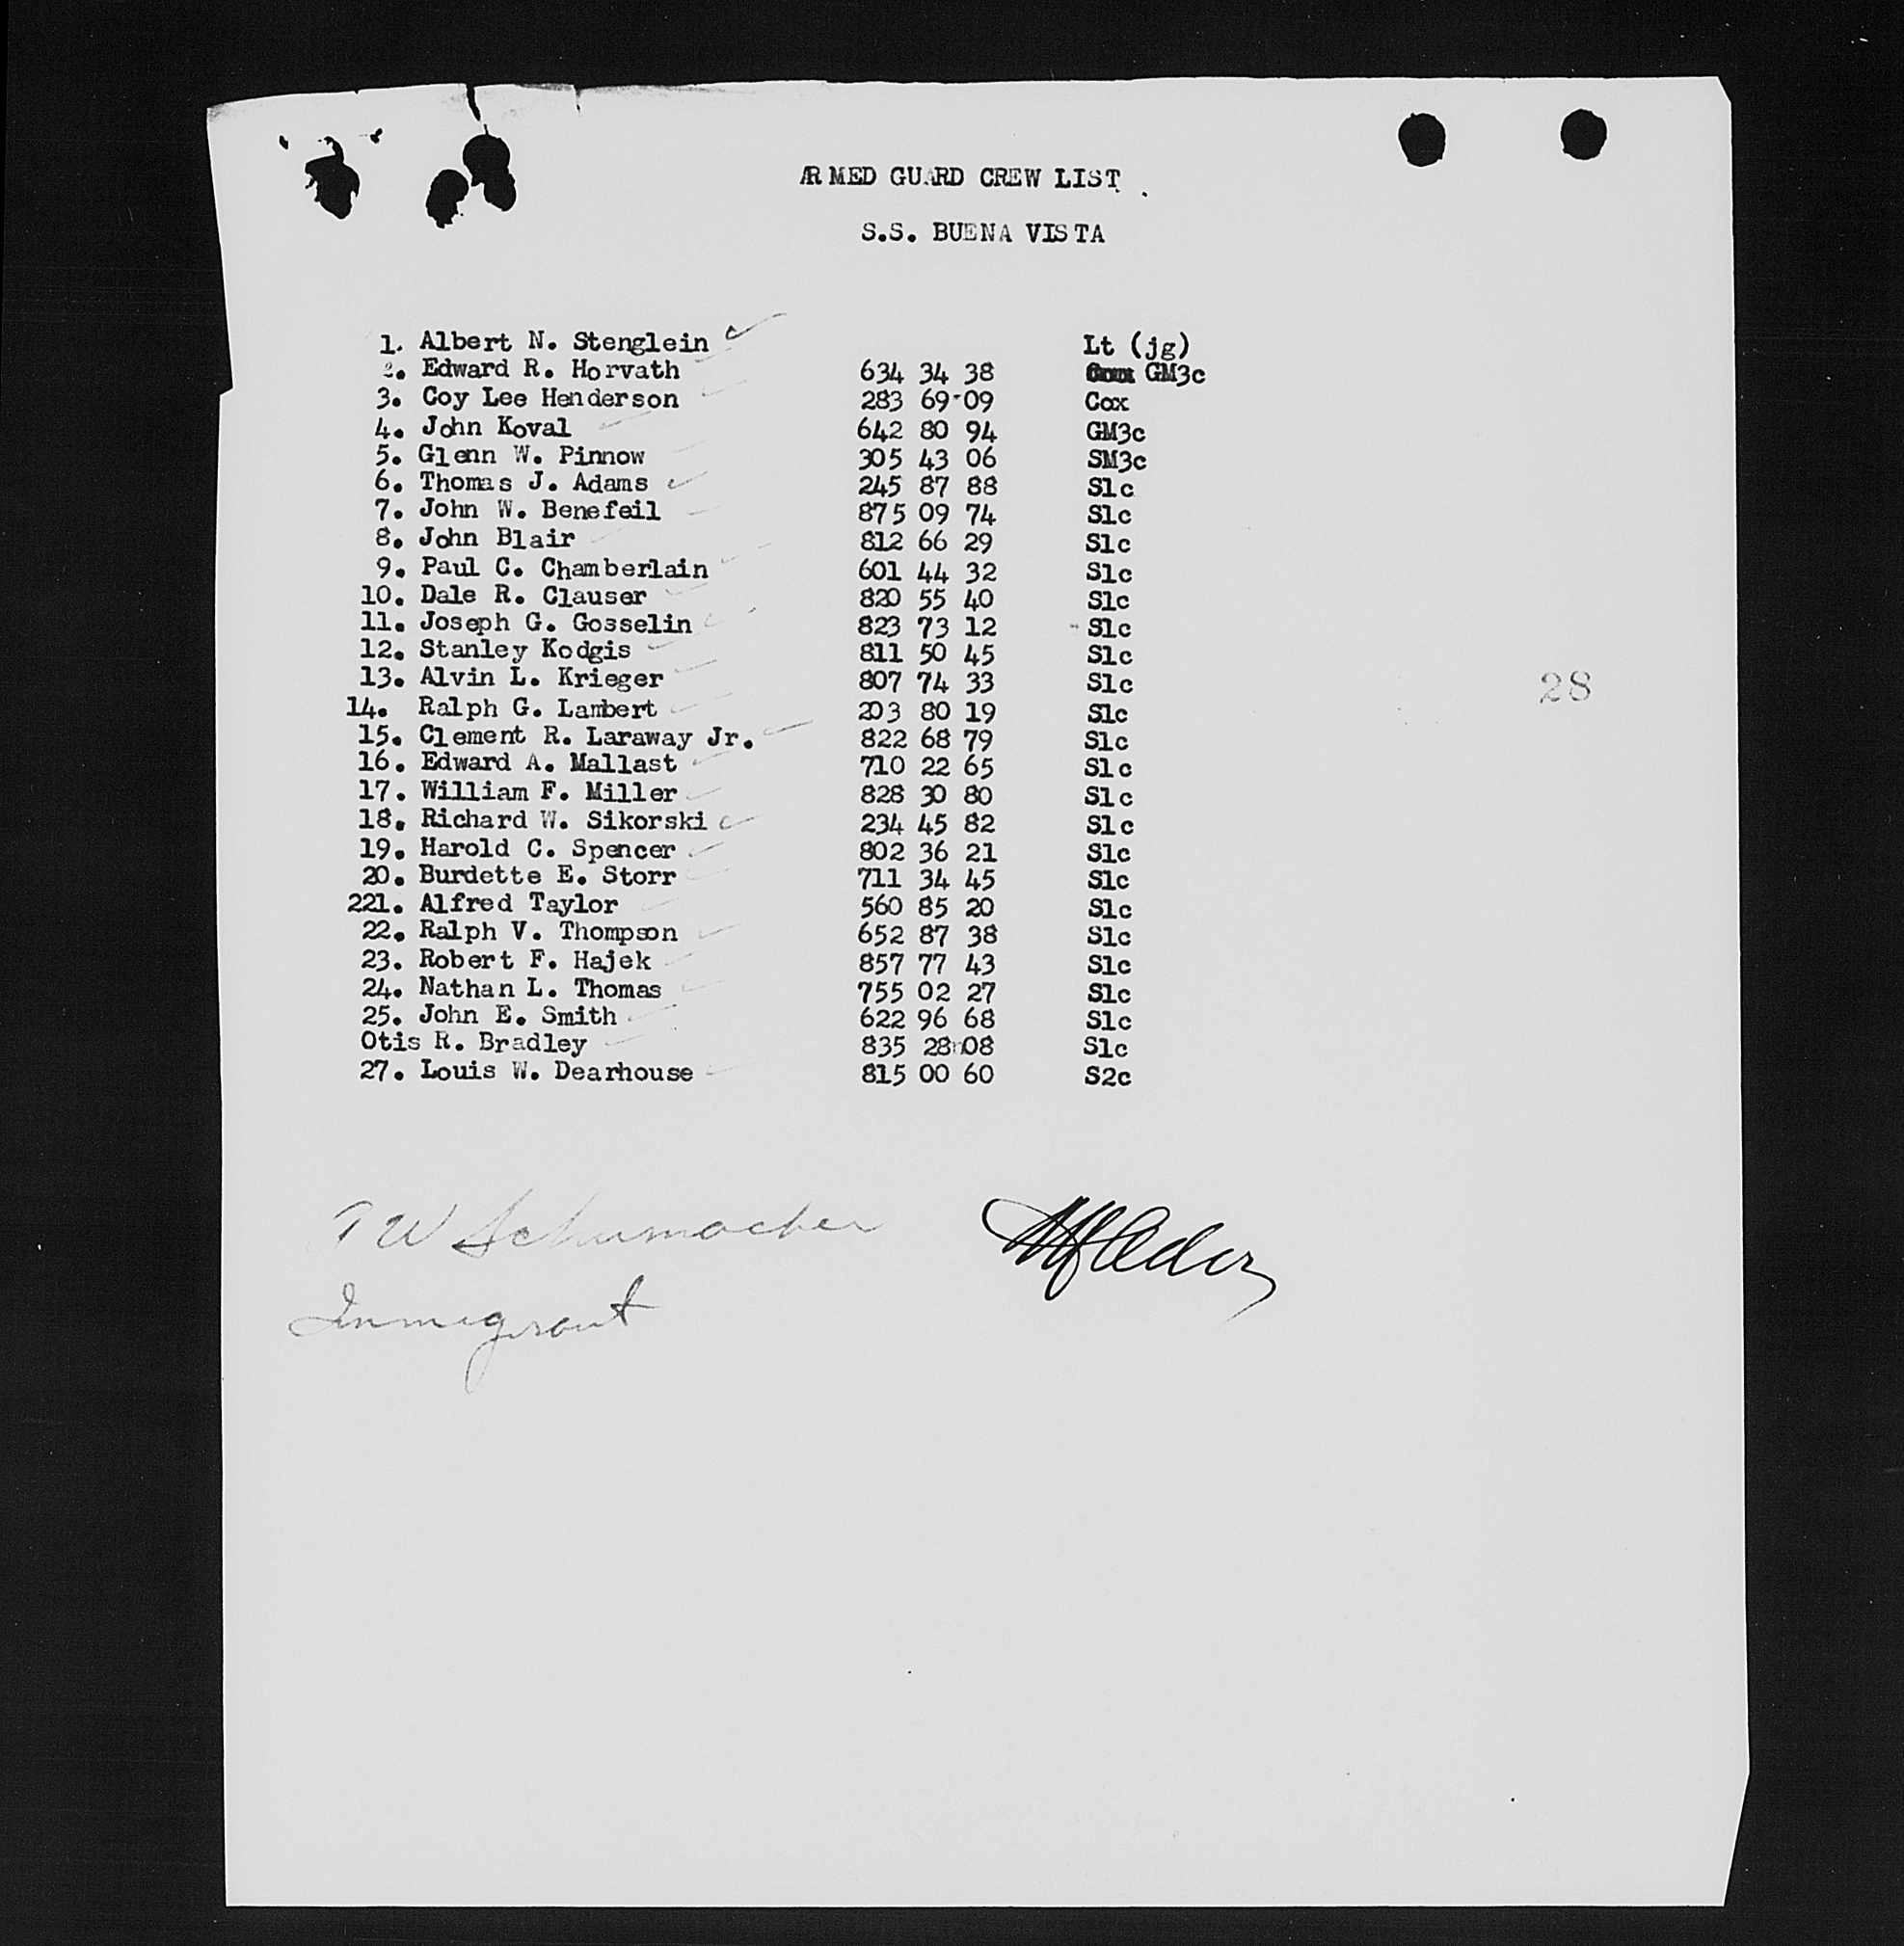 ARMED GUARD CREW LIST
S.S. BUENA VISTA
1. Albert N. Stenglein Lt (jg)
2. Edward R. Horvath 634 34 38 GM3c
3. Coy Lee Henderson 283 69 09 Cox
4. John Koval 642 80 94 GM3c
5. Glenn W. Pinnow 305 43 06 SM3c
6. Thomas J. Adams 245 87 88 S1c
7. John W. Benefeil 875 09 74 S1c
8. John Blair 812 66 29 S1c
9. Paul C. Chamberlain 601 44 32 S1c
10. Dale R. Clauser 820 55 40 S1c
11. Joseph G. Gosselin 823 73 12 S1c
12. Stanley Kodgis 811 50 45 S1c
13. Alvin L. Krieger 807 74 33 S1c
14. Ralph G. Lambert 203 80 19 S1c
15. Clement R. Laraway Jr. 822 68 79 S1c
16. Edward A. Mallast 710 22 65 S1c
17. William F. Miller 828 30 80 S1c
18. Richard W. Sikorski 234 45 82 S1c
19. Harold C. Spencer 802 36 21 S1c
20. Burdette E. Storr 711 34 45 S1c
221. Alfred Taylor 560 85 20 S1c
22. Ralph V. Thompson 652 87 38 S1c
23. Robert F. Hajek 857 77 43 S1c
24. Nathan L. Thomas 755 02 27 S1c
25. John E. Smith 622 96 68 S1c
Otis R. Bradley 835 28 08 S1c
27. Louis W. Dearhouse 815 00 60 S2c
28
W Schumacher
Inmigrant